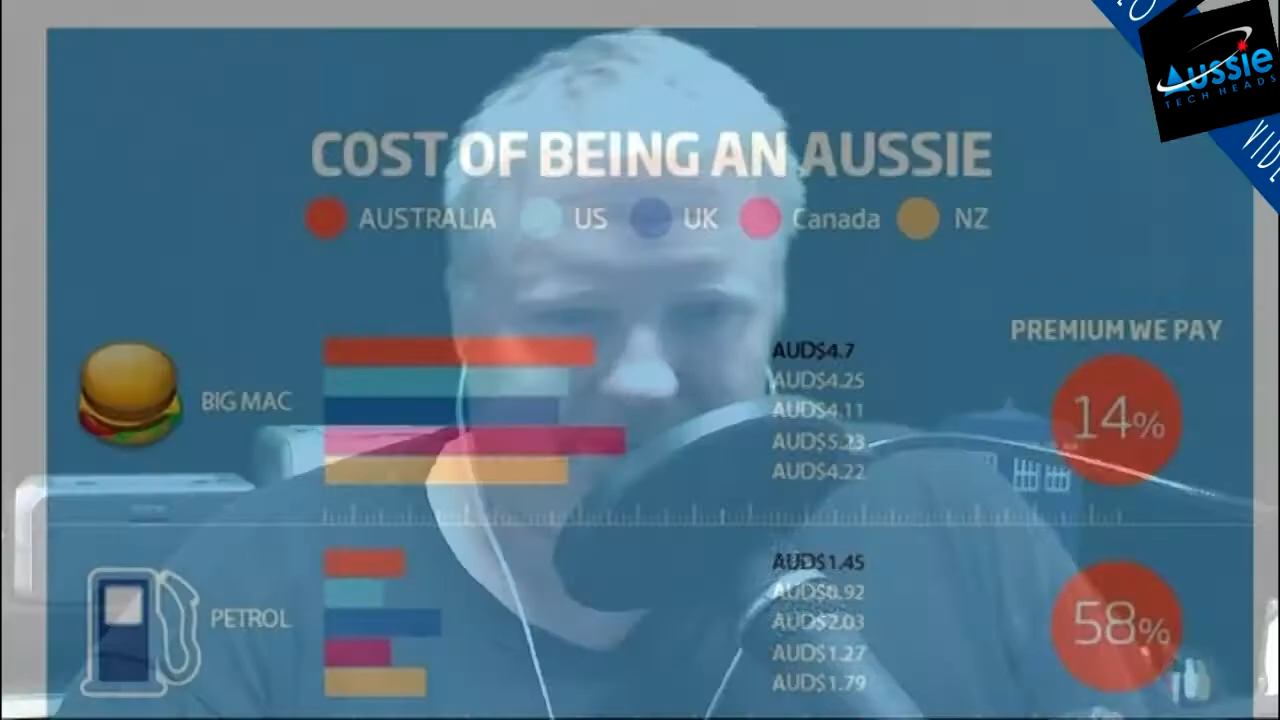 COST OF BEING AN AUSSIE
AUSTRALIA US UK Canada NZ
PREMIUM WE PAY
BIG MAC
AUD$4.7
AUD$4.25
AUD$4.11
AUD$5.23
AUD$4.22
14%
PETROL
AUD$1.45
AUD$0.92
AUD$2.03
AUD$1.27
AUD$1.79
58%
Aussie
TECH HEADS